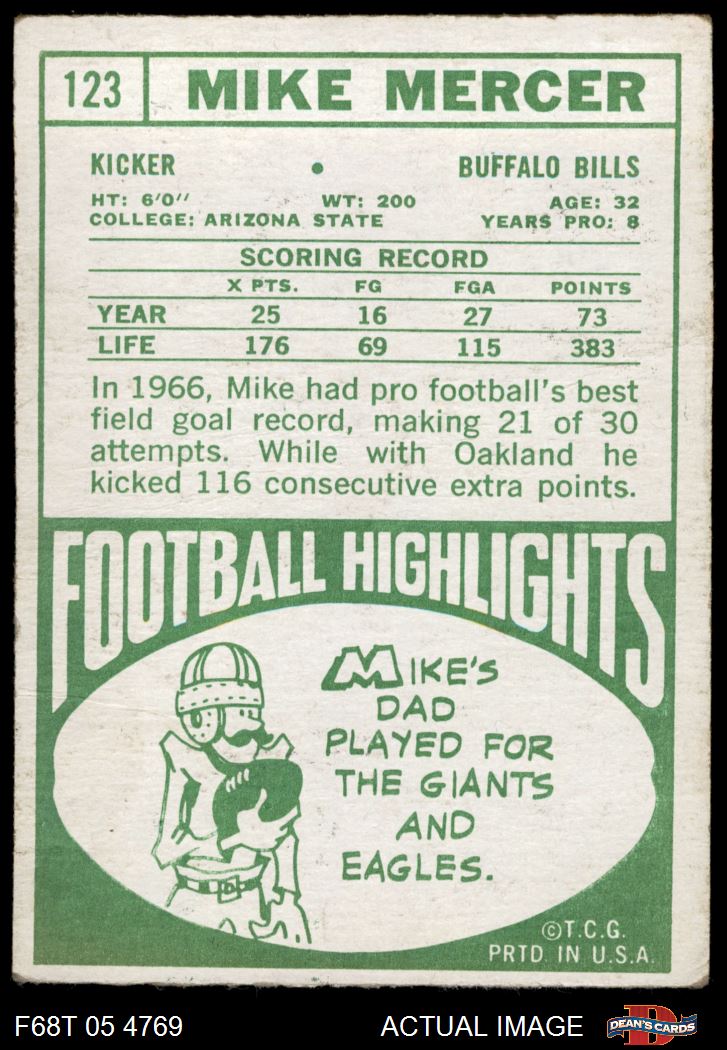 123 MIKE MERCER
KICKER • BUFFALO BILLS
HT: 6'0" WT: 200 AGE: 32
COLLEGE: ARIZONA STATE YEARS PRO: 8
SCORING RECORD
X PTS. FG FGA POINTS
YEAR 25 16 27 73
LIFE 176 69 115 383
In 1966, Mike had pro football's best
field goal record, making 21 of 30
attempts. While with Oakland he
kicked 116 consecutive extra points.
FOOTBALL HIGHLIGHTS
MIKE'S
DAD
PLAYED FOR
THE GIANTS
AND
EAGLES.
©T.C.G.
PRTD. IN U.S.A.
F68T 05 4769 ACTUAL IMAGE D DEAN'S CARDS